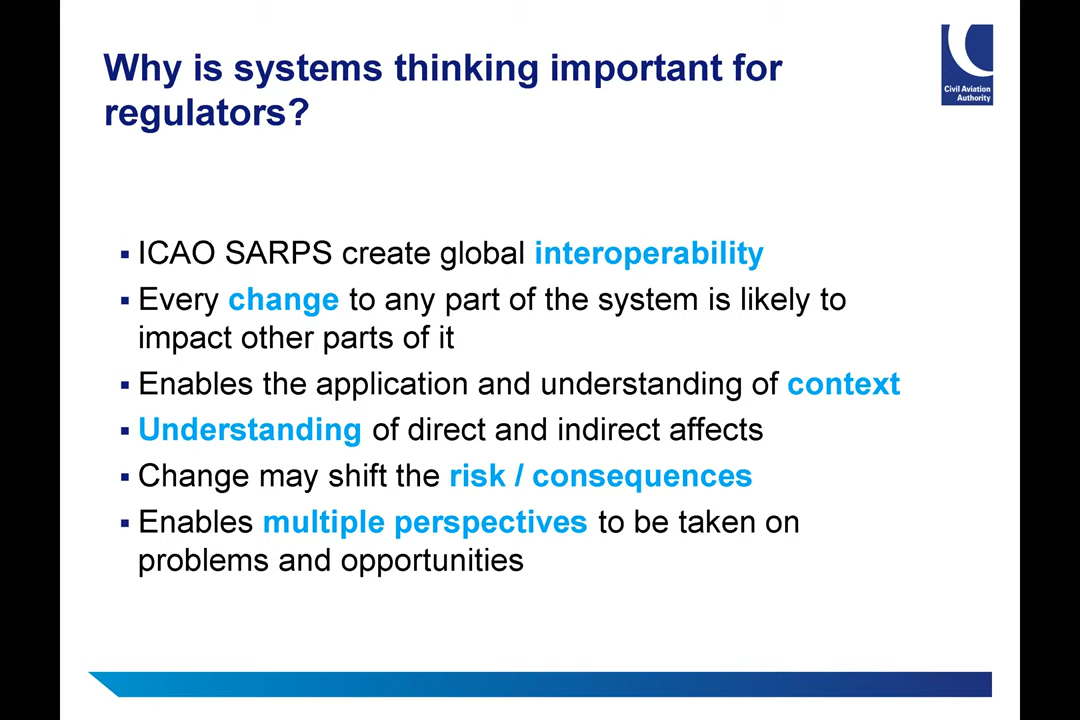 Why is systems thinking important for
regulators?
Civil Aviation
Authority
▪ ICAO SARPS create global interoperability
▪ Every change to any part of the system is likely to
impact other parts of it
▪ Enables the application and understanding of context
▪ Understanding of direct and indirect affects
▪ Change may shift the risk / consequences
▪ Enables multiple perspectives to be taken on
problems and opportunities